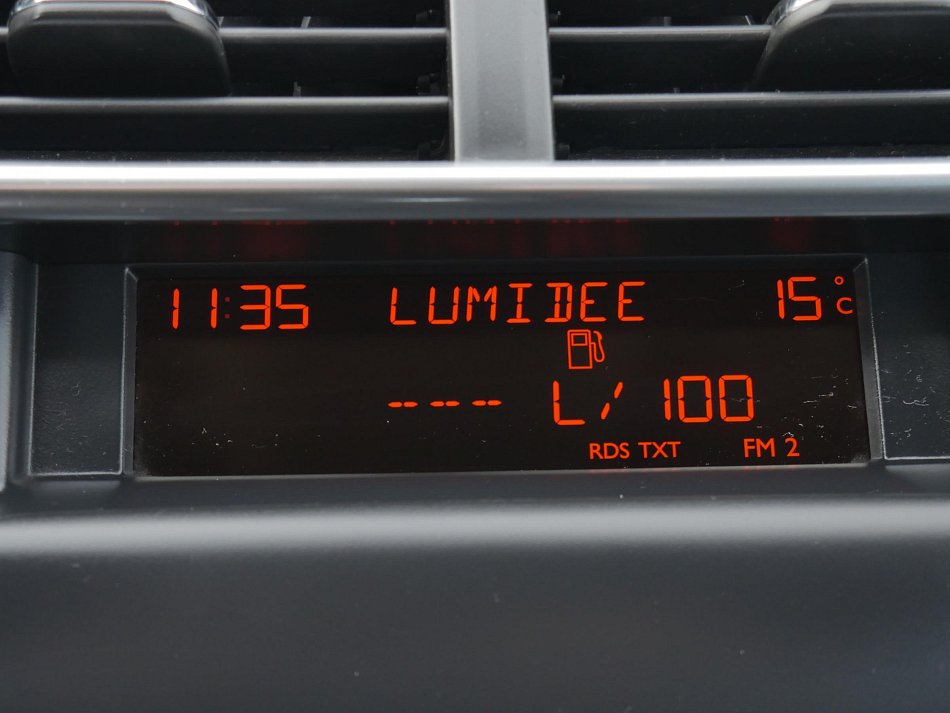 11:35 LUMIDEE 15°C
---- L/100
RDS TXT FM 2